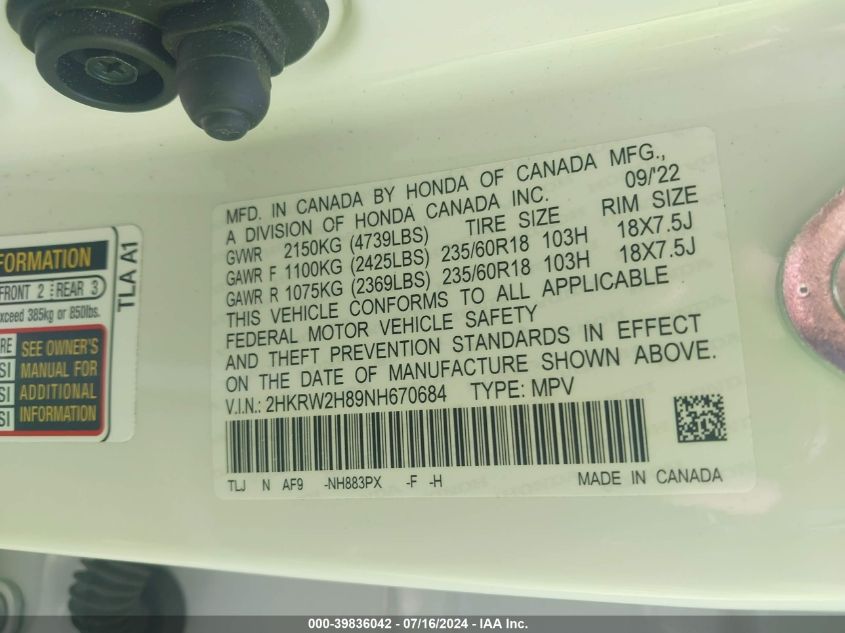 MFD. IN CANADA BY HONDA OF CANADA MFG.,
A DIVISION OF HONDA CANADA INC. 09/'22
GVWR 2150KG (4739LBS) TIRE SIZE RIM SIZE
GAWR F 1100KG (2425LBS) 235/60R18 103H 18X7.5J
GAWR R 1075KG (2369LBS) 235/60R18 103H 18X7.5J
THIS VEHICLE CONFORMS TO ALL APPLICABLE
FEDERAL MOTOR VEHICLE SAFETY
AND THEFT PREVENTION STANDARDS IN EFFECT
ON THE DATE OF MANUFACTURE SHOWN ABOVE.
V.I.N.: 2HKRW2H89NH670684 TYPE: MPV
TLJ N AF9 -NH883PX -F -H MADE IN CANADA
FRONT 2 REAR 3
exceed 385kg or 850lbs.
SEE OWNER'S
MANUAL FOR
ADDITIONAL
INFORMATION
TLA A1
000-39836042 - 07/16/2024 - IAA Inc.